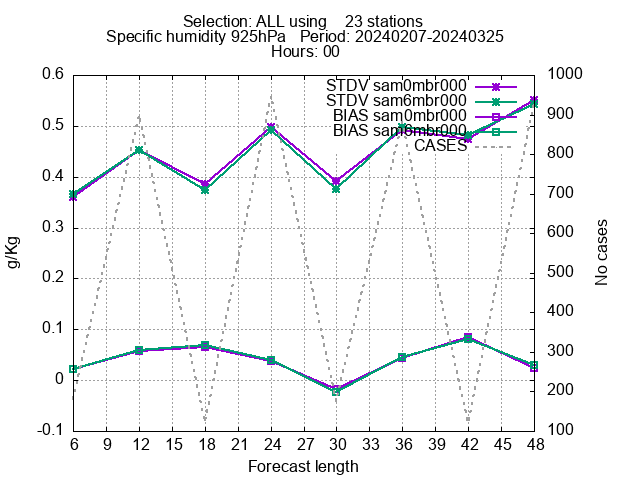 Selection: ALL using    23 stations
Specific humidity 925hPa   Period: 20240207-20240325
Hours: 00
STDV sam0mbr000
STDV sam6mbr000
BIAS sam0mbr000
BIAS sam6mbr000
CASES
g/Kg
0.6
0.5
0.4
0.3
0.2
0.1
0
-0.1
No cases
1000
900
800
700
600
500
400
300
200
100
6 9 12 15 18 21 24 27 30 33 36 39 42 45 48
Forecast length